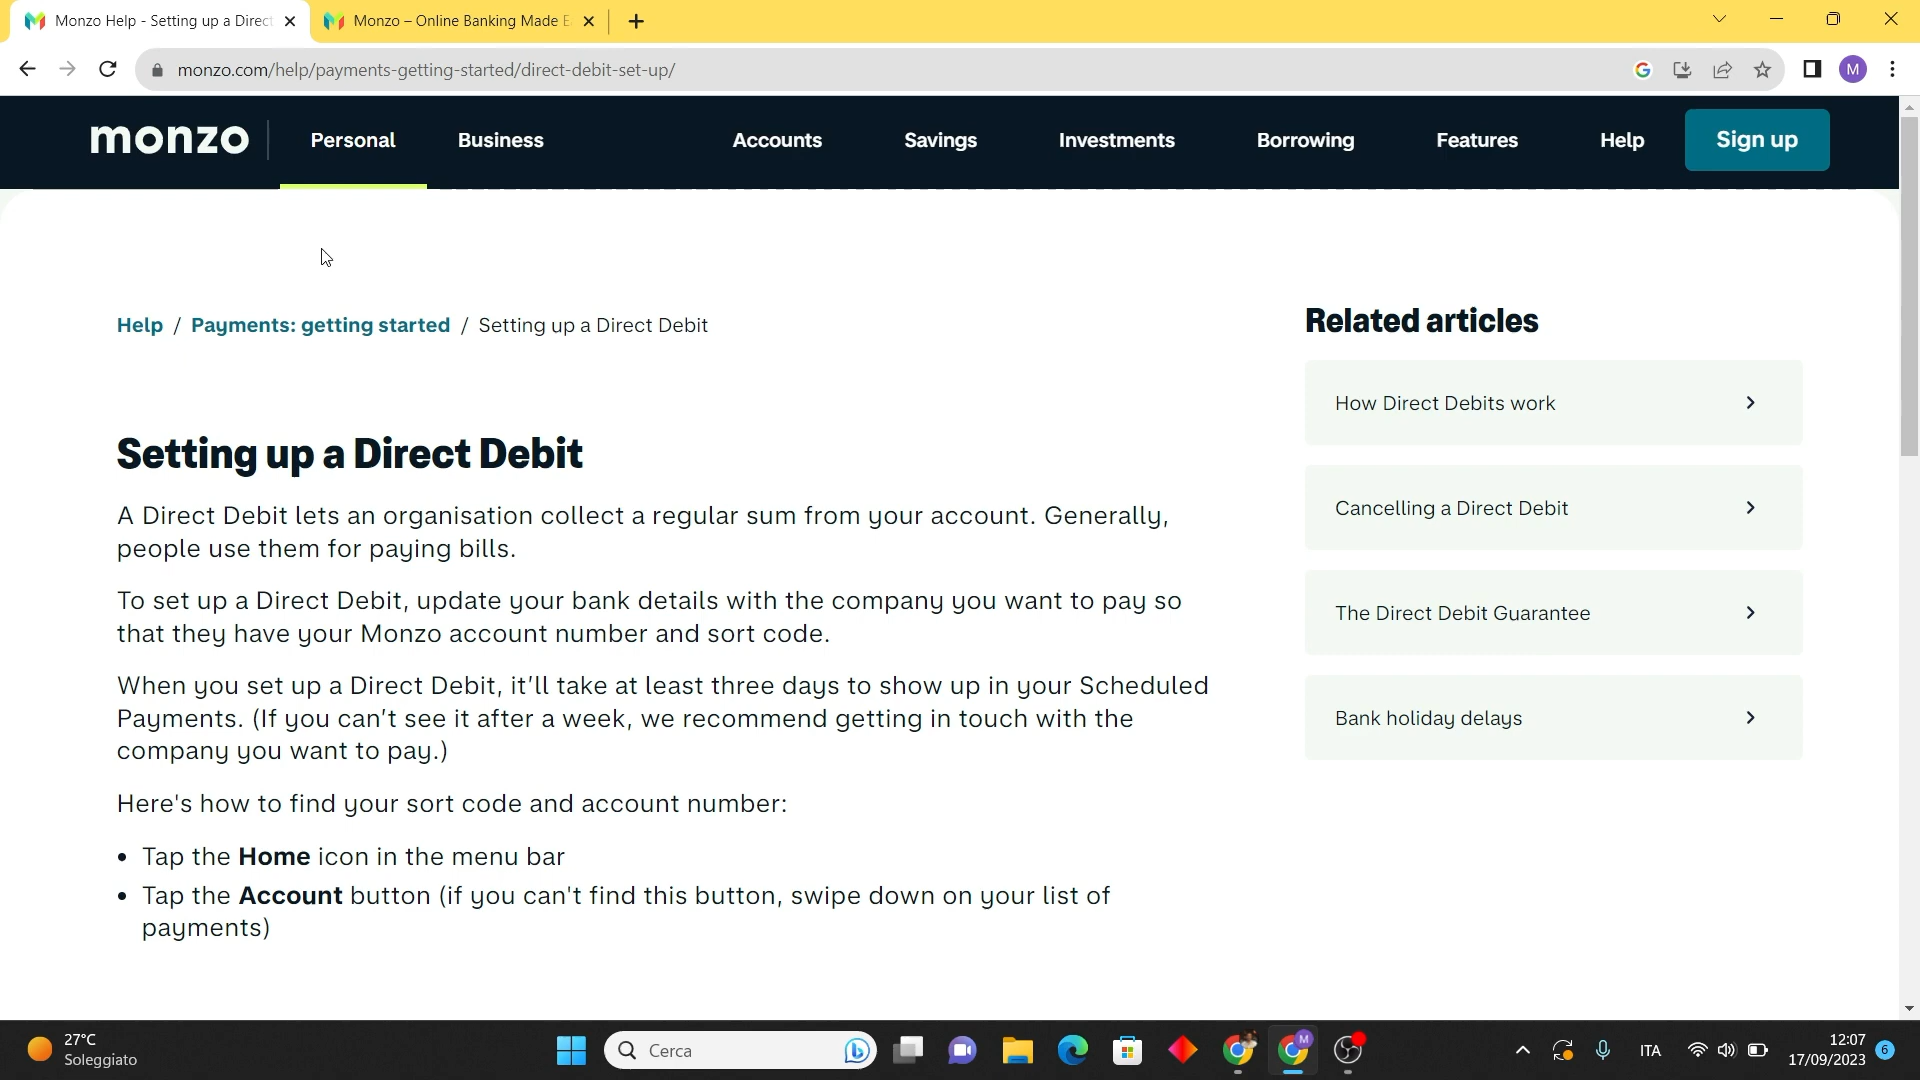 Monzo Help - Setting up a Direct
Monzo – Online Banking Made E
monzo.com/help/payments-getting-started/direct-debit-set-up/
M
monzo
Personal
Business
Accounts
Savings
Investments
Borrowing
Features
Help
Sign up
Help / Payments: getting started / Setting up a Direct Debit
Setting up a Direct Debit
A Direct Debit lets an organisation collect a regular sum from your account. Generally,
people use them for paying bills.
To set up a Direct Debit, update your bank details with the company you want to pay so
that they have your Monzo account number and sort code.
When you set up a Direct Debit, it’ll take at least three days to show up in your Scheduled
Payments. (If you can’t see it after a week, we recommend getting in touch with the
company you want to pay.)
Here's how to find your sort code and account number:
• Tap the Home icon in the menu bar
• Tap the Account button (if you can't find this button, swipe down on your list of
payments)
Related articles
How Direct Debits work
Cancelling a Direct Debit
The Direct Debit Guarantee
Bank holiday delays
27°C
Soleggiato
Cerca
M
ITA
12:07
17/09/2023
6